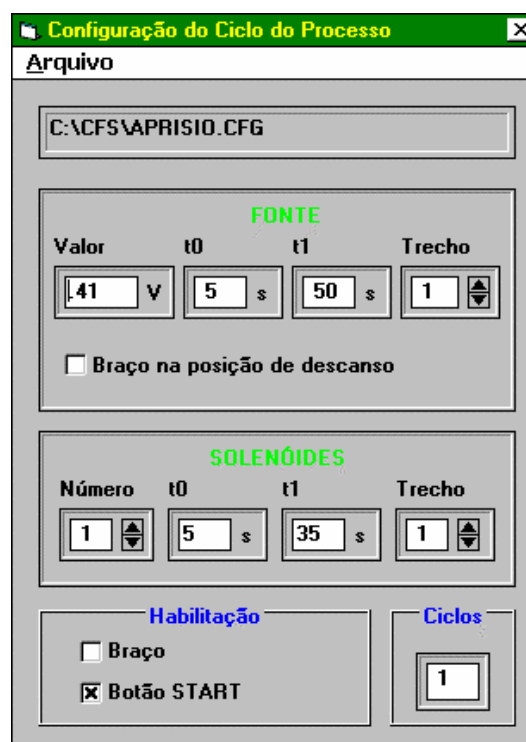 Configuração do Ciclo do Processo
Arquivo
C:\CFS\APRISIO.CFG
FONTE
Valor t0 t1 Trecho
.41 V 5 s 50 s 1
Braço na posição de descanso
SOLENÓIDES
Número t0 t1 Trecho
1 5 s 35 s 1
Habilitação Ciclos
Braço
1
Botão START